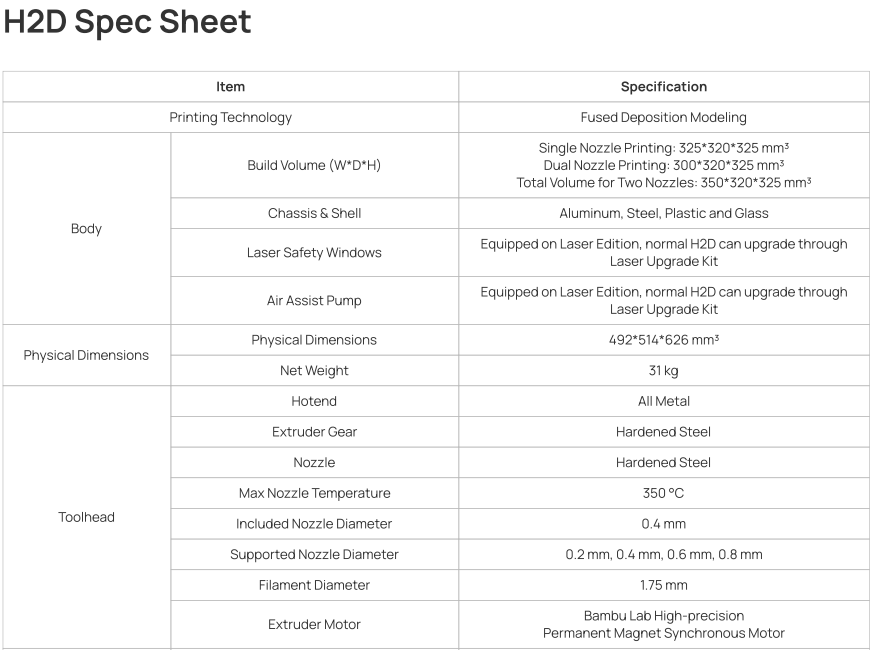 H2D Spec Sheet
Item
Specification
Printing Technology
Fused Deposition Modeling
Body
Build Volume (W*D*H)
Single Nozzle Printing: 325*320*325 mm³
Dual Nozzle Printing: 300*320*325 mm³
Total Volume for Two Nozzles: 350*320*325 mm³
Chassis & Shell
Aluminum, Steel, Plastic and Glass
Laser Safety Windows
Equipped on Laser Edition, normal H2D can upgrade through
Laser Upgrade Kit
Air Assist Pump
Equipped on Laser Edition, normal H2D can upgrade through
Laser Upgrade Kit
Physical Dimensions
Physical Dimensions
492*514*626 mm³
Net Weight
31 kg
Toolhead
Hotend
All Metal
Extruder Gear
Hardened Steel
Nozzle
Hardened Steel
Max Nozzle Temperature
350 °C
Included Nozzle Diameter
0.4 mm
Supported Nozzle Diameter
0.2 mm, 0.4 mm, 0.6 mm, 0.8 mm
Filament Diameter
1.75 mm
Extruder Motor
Bambu Lab High-precision
Permanent Magnet Synchronous Motor